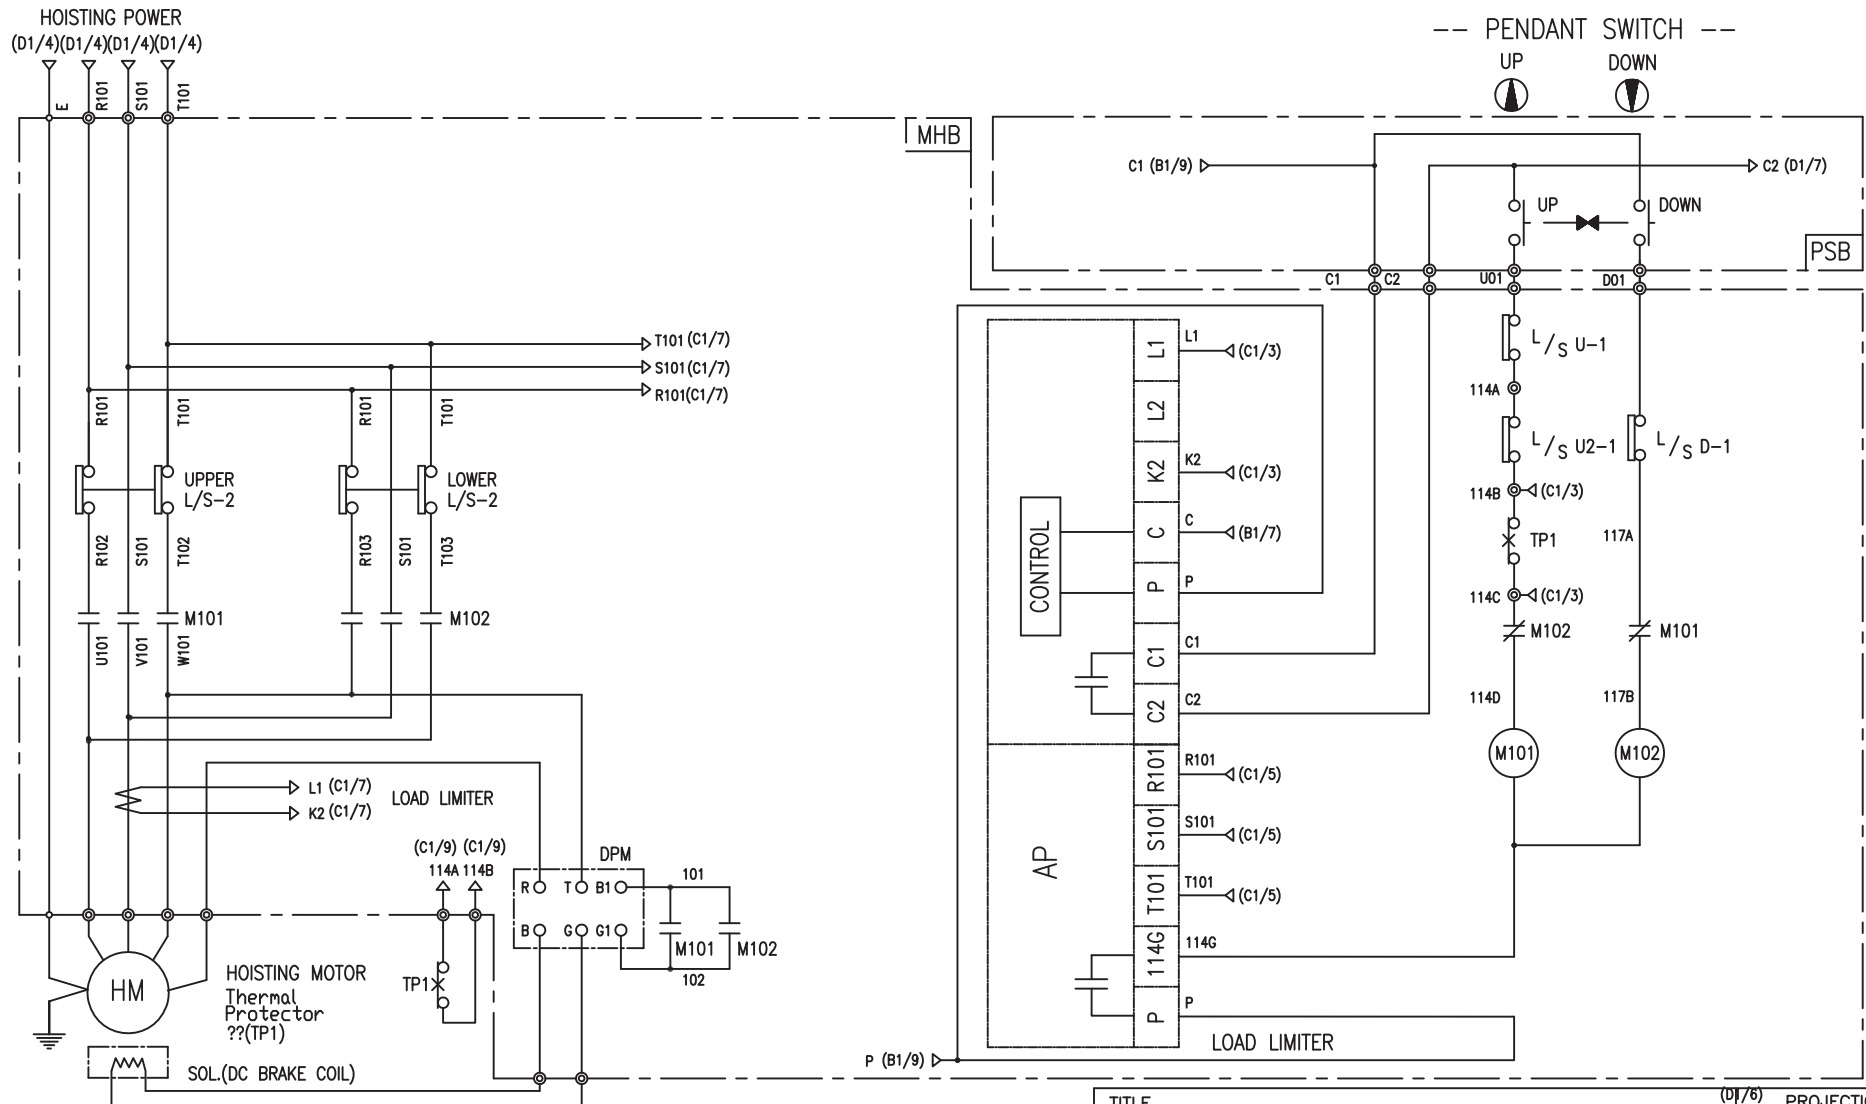 HOISTING POWER
(D1/4)(D1/4)(D1/4)(D1/4)
E
R101
S101
T101
MHB
-- PENDANT SWITCH --
UP
DOWN
C1 (B1/9)
C2 (D1/7)
UP
DOWN
PSB
C1
C2
U01
D01
T101 (C1/7)
S101 (C1/7)
R101(C1/7)
R101
T101
R101
T101
UPPER
L/S-2
LOWER
L/S-2
R102
S101
T102
R103
S101
T103
M101
M102
U101
V101
W101
L1 (C1/7)
K2 (C1/7)
LOAD LIMITER
(C1/9) (C1/9)
114A 114B
DPM
R
T
B1
B
G
G1
101
M101
M102
102
TP1
HM
HOISTING MOTOR
Thermal
Protector
??(TP1)
SOL.(DC BRAKE COIL)
CONTROL
AP
L1
L1
(C1/3)
L2
K2
K2
(C1/3)
C
C
(B1/7)
P
P
C1
C1
C2
C2
R101
R101
(C1/5)
S101
S101
(C1/5)
T101
T101
(C1/5)
114G
114G
P
P
LOAD LIMITER
P (B1/9)
L/S U-1
114A
L/S U2-1
L/S D-1
114B
(C1/3)
TP1
117A
114C
(C1/3)
M102
M101
114D
117B
M101
M102
TITLE
(D1/6)
PROJECTIO